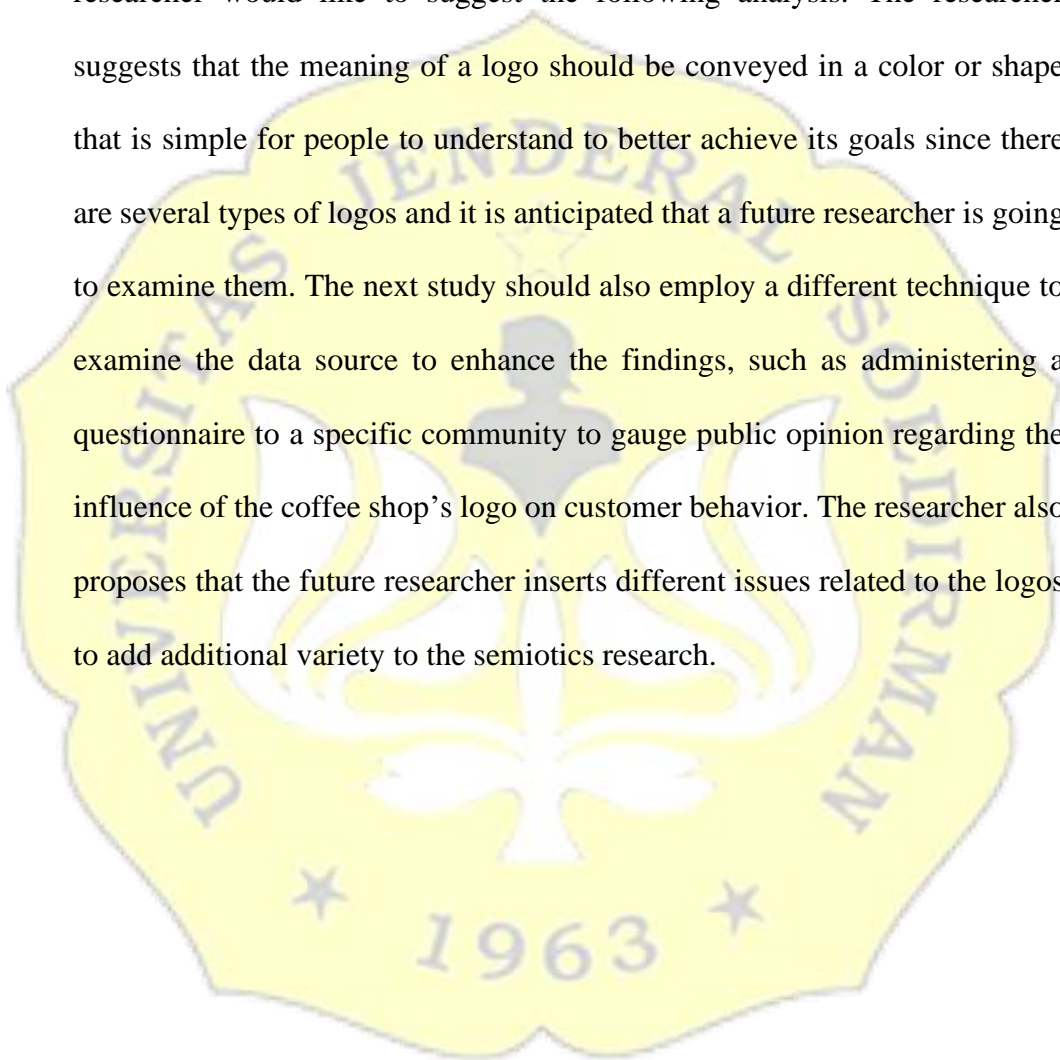 researcher would like to suggest the following analysis. The researcher
suggests that the meaning of a logo should be conveyed in a color or shape
that is simple for people to understand to better achieve its goals since there
are several types of logos and it is anticipated that a future researcher is going
to examine them. The next study should also employ a different technique to
examine the data source to enhance the findings, such as administering a
questionnaire to a specific community to gauge public opinion regarding the
influence of the coffee shop’s logo on customer behavior. The researcher also
proposes that the future researcher inserts different issues related to the logos
to add additional variety to the semiotics research.
UNIVERSITAS JENDERAL SOEDIRMAN
1963